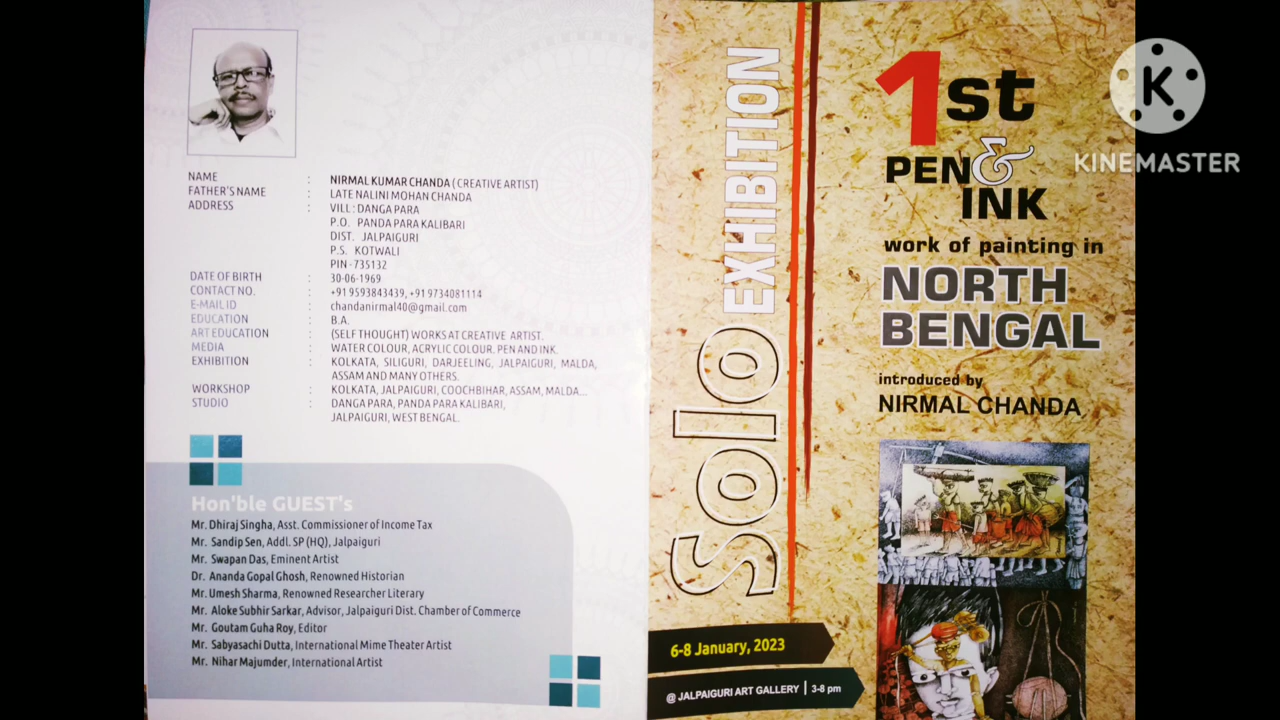 NAME : NIRMAL KUMAR CHANDA ( CREATIVE ARTIST)
FATHER'S NAME : LATE NALINI MOHAN CHANDA
ADDRESS : VILL : DANGA PARA
P.O. PANDA PARA KALIBARI
DIST. JALPAIGURI
P.S. KOTWALI
PIN - 735132
DATE OF BIRTH : 30-06-1969
CONTACT NO. : +91 9593843439, +91 9734081114
E-MAIL ID : chandanirmal40@gmail.com
EDUCATION : B.A.
ART EDUCATION : (SELF THOUGHT) WORKS AT CREATIVE ARTIST.
MEDIA : WATER COLOUR, ACRYLIC COLOUR. PEN AND INK.
EXHIBITION : KOLKATA, SILIGURI, DARJEELING, JALPAIGURI, MALDA,
ASSAM AND MANY OTHERS.
WORKSHOP : KOLKATA, JALPAIGURI, COOCHBIHAR, ASSAM, MALDA...
STUDIO : DANGA PARA, PANDA PARA KALIBARI,
JALPAIGURI, WEST BENGAL.
Hon'ble GUEST's
Mr. Dhiraj Singha, Asst. Commissioner of Income Tax
Mr. Sandip Sen, Addl. SP (HQ), Jalpaiguri
Mr. Swapan Das, Eminent Artist
Dr. Ananda Gopal Ghosh, Renowned Historian
Mr. Umesh Sharma, Renowned Researcher Literary
Mr. Aloke Subhir Sarkar, Advisor, Jalpaiguri Dist. Chamber of Commerce
Mr. Goutam Guha Roy, Editor
Mr. Sabyasachi Dutta, International Mime Theater Artist
Mr. Nihar Majumder, International Artist
Solo EXHIBITION
6-8 January, 2023
@ JALPAIGURI ART GALLERY | 3-8 pm
1st
PEN &
INK
work of painting in
NORTH
BENGAL
introduced by
NIRMAL CHANDA
K
KINEMASTER